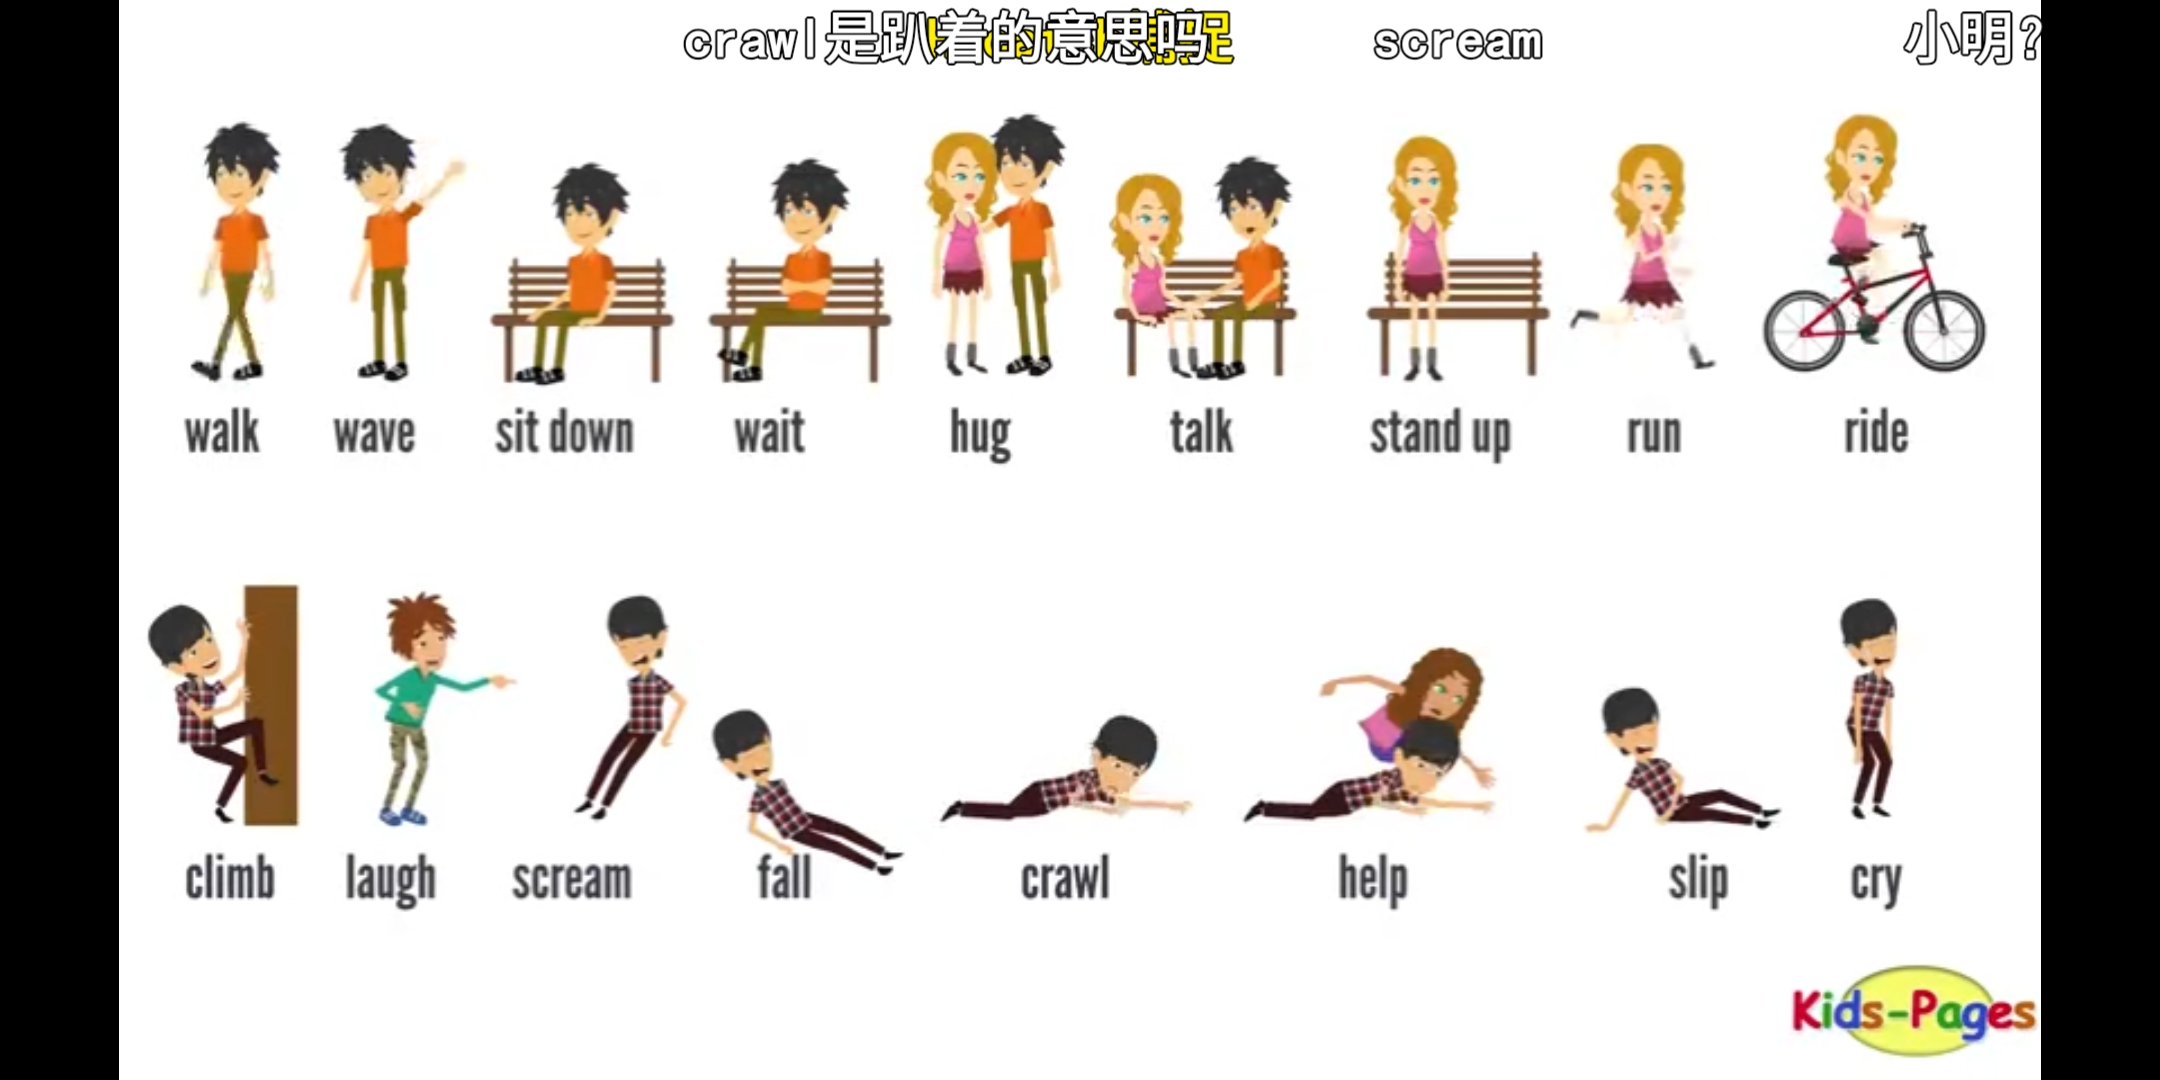 crawl是趴着的意思吗 scream 小明?
walk wave sit down wait hug talk stand up run ride
climb laugh scream fall crawl help slip cry
Kids-Pages